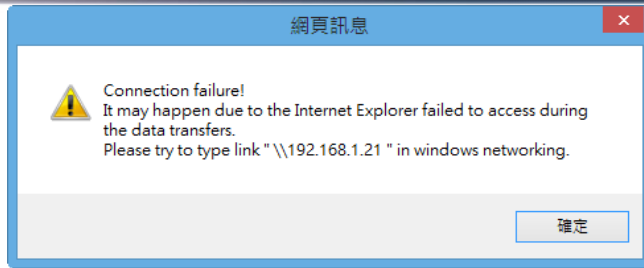 網頁訊息
Connection failure!
It may happen due to the Internet Explorer failed to access during
the data transfers.
Please try to type link " \\192.168.1.21 " in windows networking.
確定